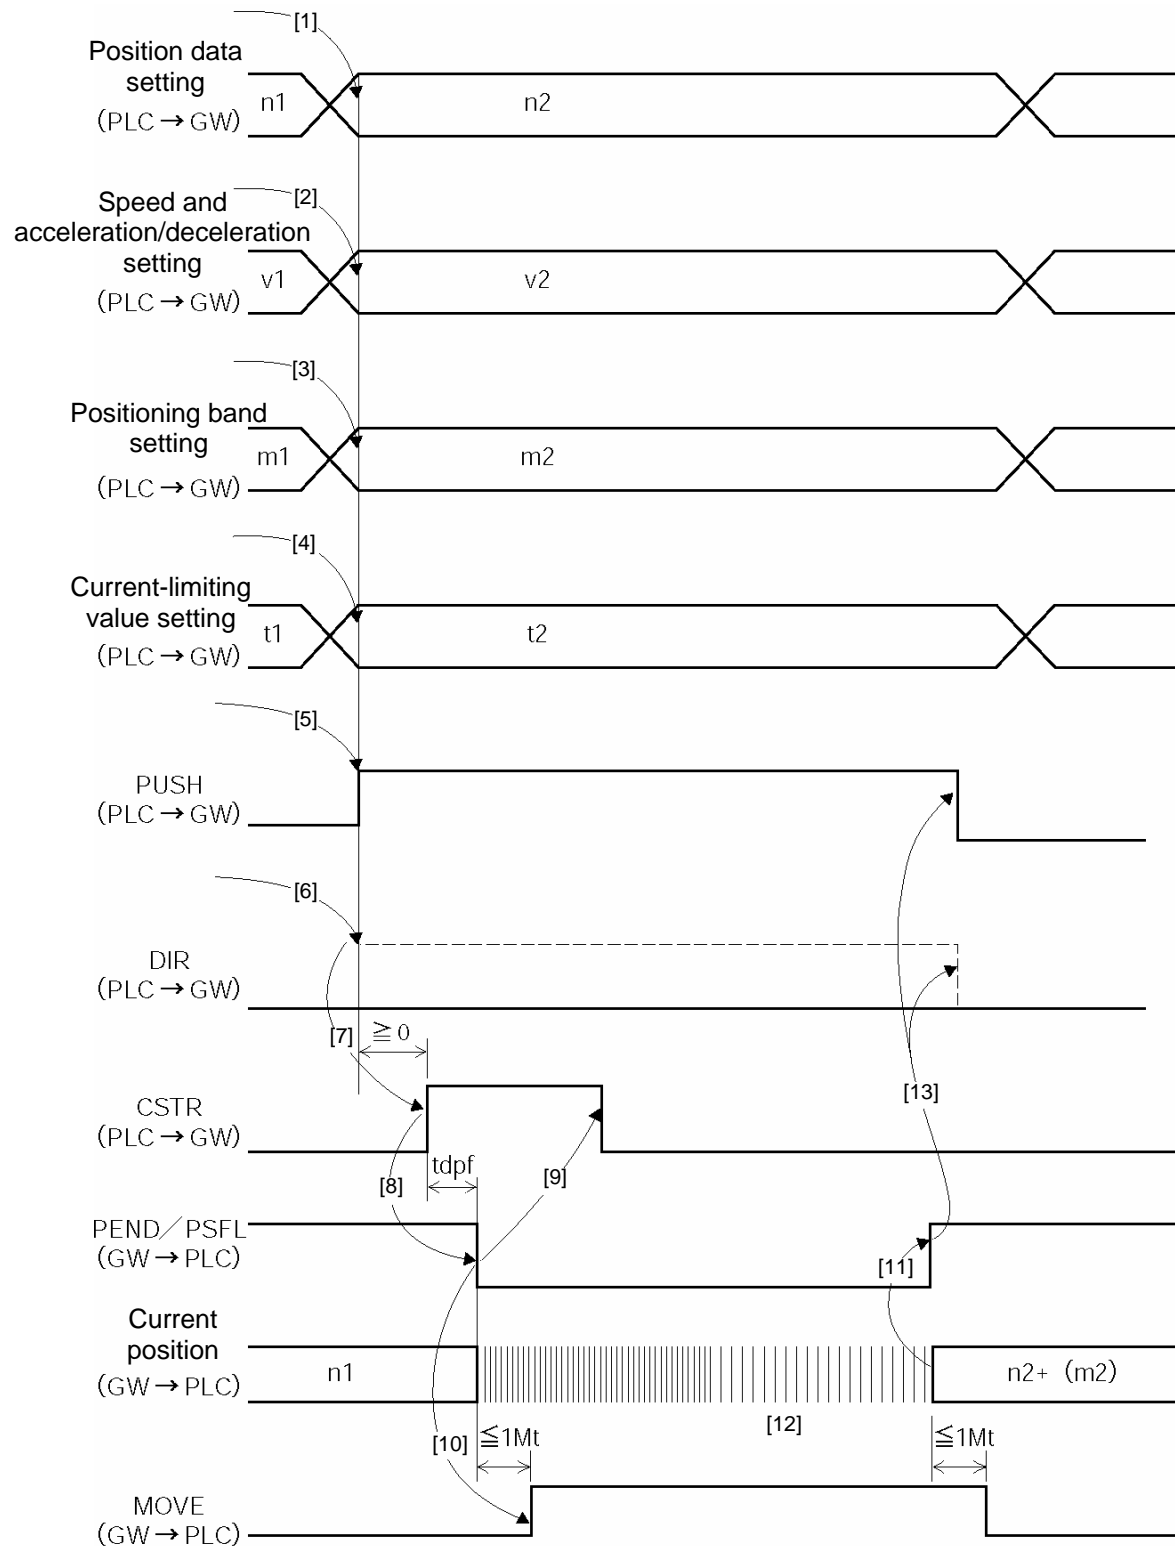 [1]
Position data
setting
(PLC → GW)
n1
n2
[2]
Speed and
acceleration/deceleration
setting
(PLC → GW)
v1
v2
[3]
Positioning band
setting
(PLC → GW)
m1
m2
[4]
Current-limiting
value setting
(PLC → GW)
t1
t2
[5]
PUSH
(PLC → GW)
[6]
DIR
(PLC → GW)
[7]
≧ 0
CSTR
(PLC → GW)
[13]
tdpf
[8]
[9]
PEND/PSFL
(GW → PLC)
[11]
Current
position
(GW → PLC)
n1
n2+ (m2)
[12]
[10]
≦1Mt
≦1Mt
MOVE
(GW → PLC)